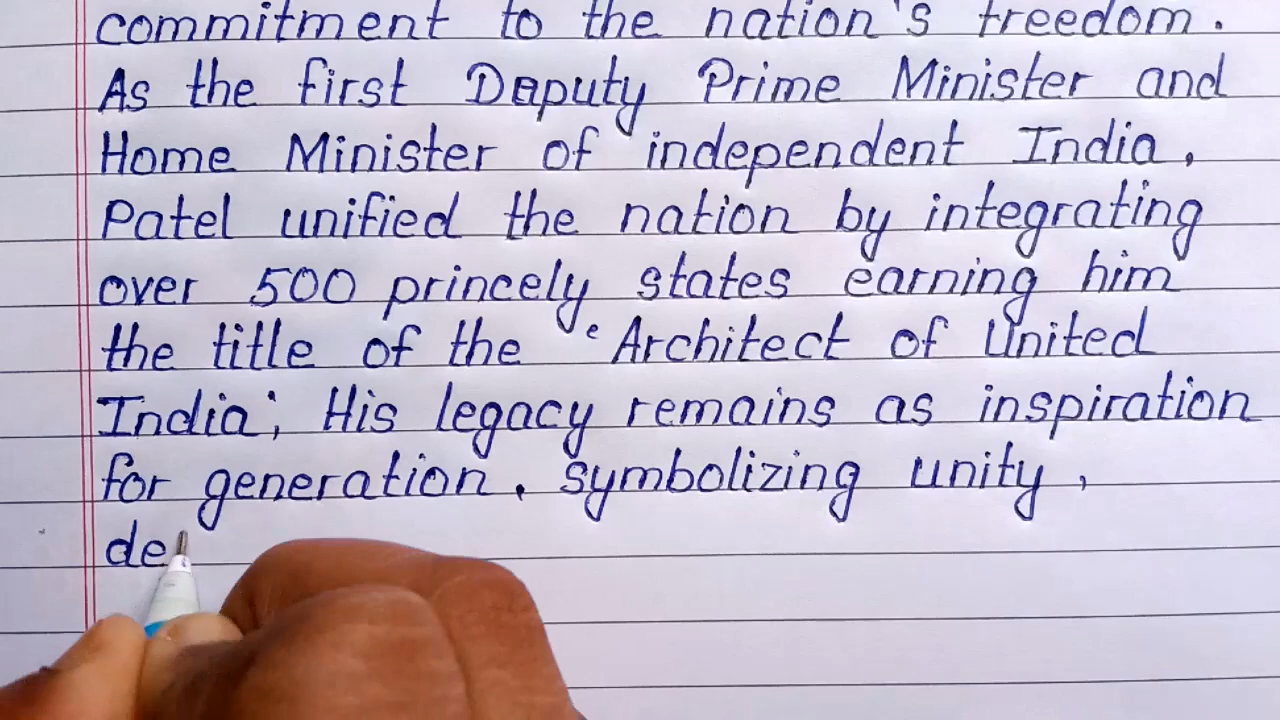 commitment to the nation's freedom.
As the first Deputy Prime Minister and
Home Minister of independent India,
Patel unified the nation by integrating
over 500 princely states earning him
the title of the 'Architect of United
India'; His legacy remains as inspiration
for generation, symbolizing unity,
de